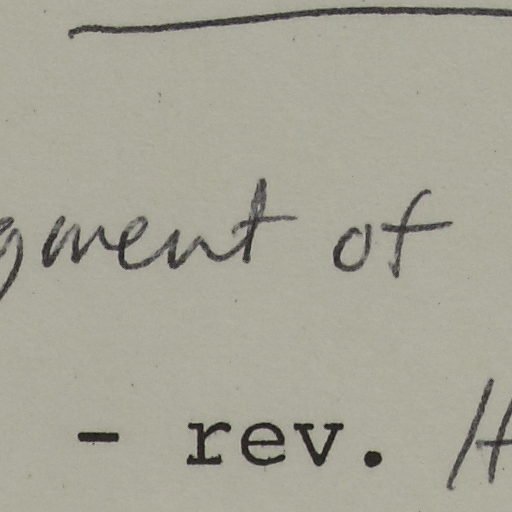 gment of
- rev. H